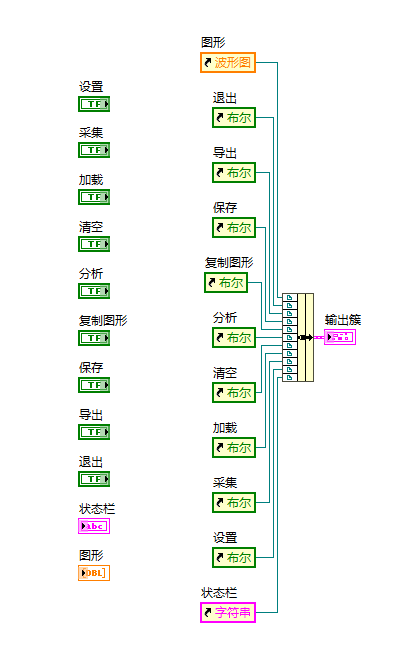 图形
波形图
设置
TF
退出
布尔
采集
TF
导出
布尔
加载
TF
保存
布尔
清空
TF
复制图形
布尔
分析
TF
分析
布尔
输出簇
复制图形
TF
清空
布尔
保存
TF
加载
布尔
导出
TF
采集
布尔
退出
TF
状态栏
abc
设置
布尔
图形
DBL
状态栏
字符串